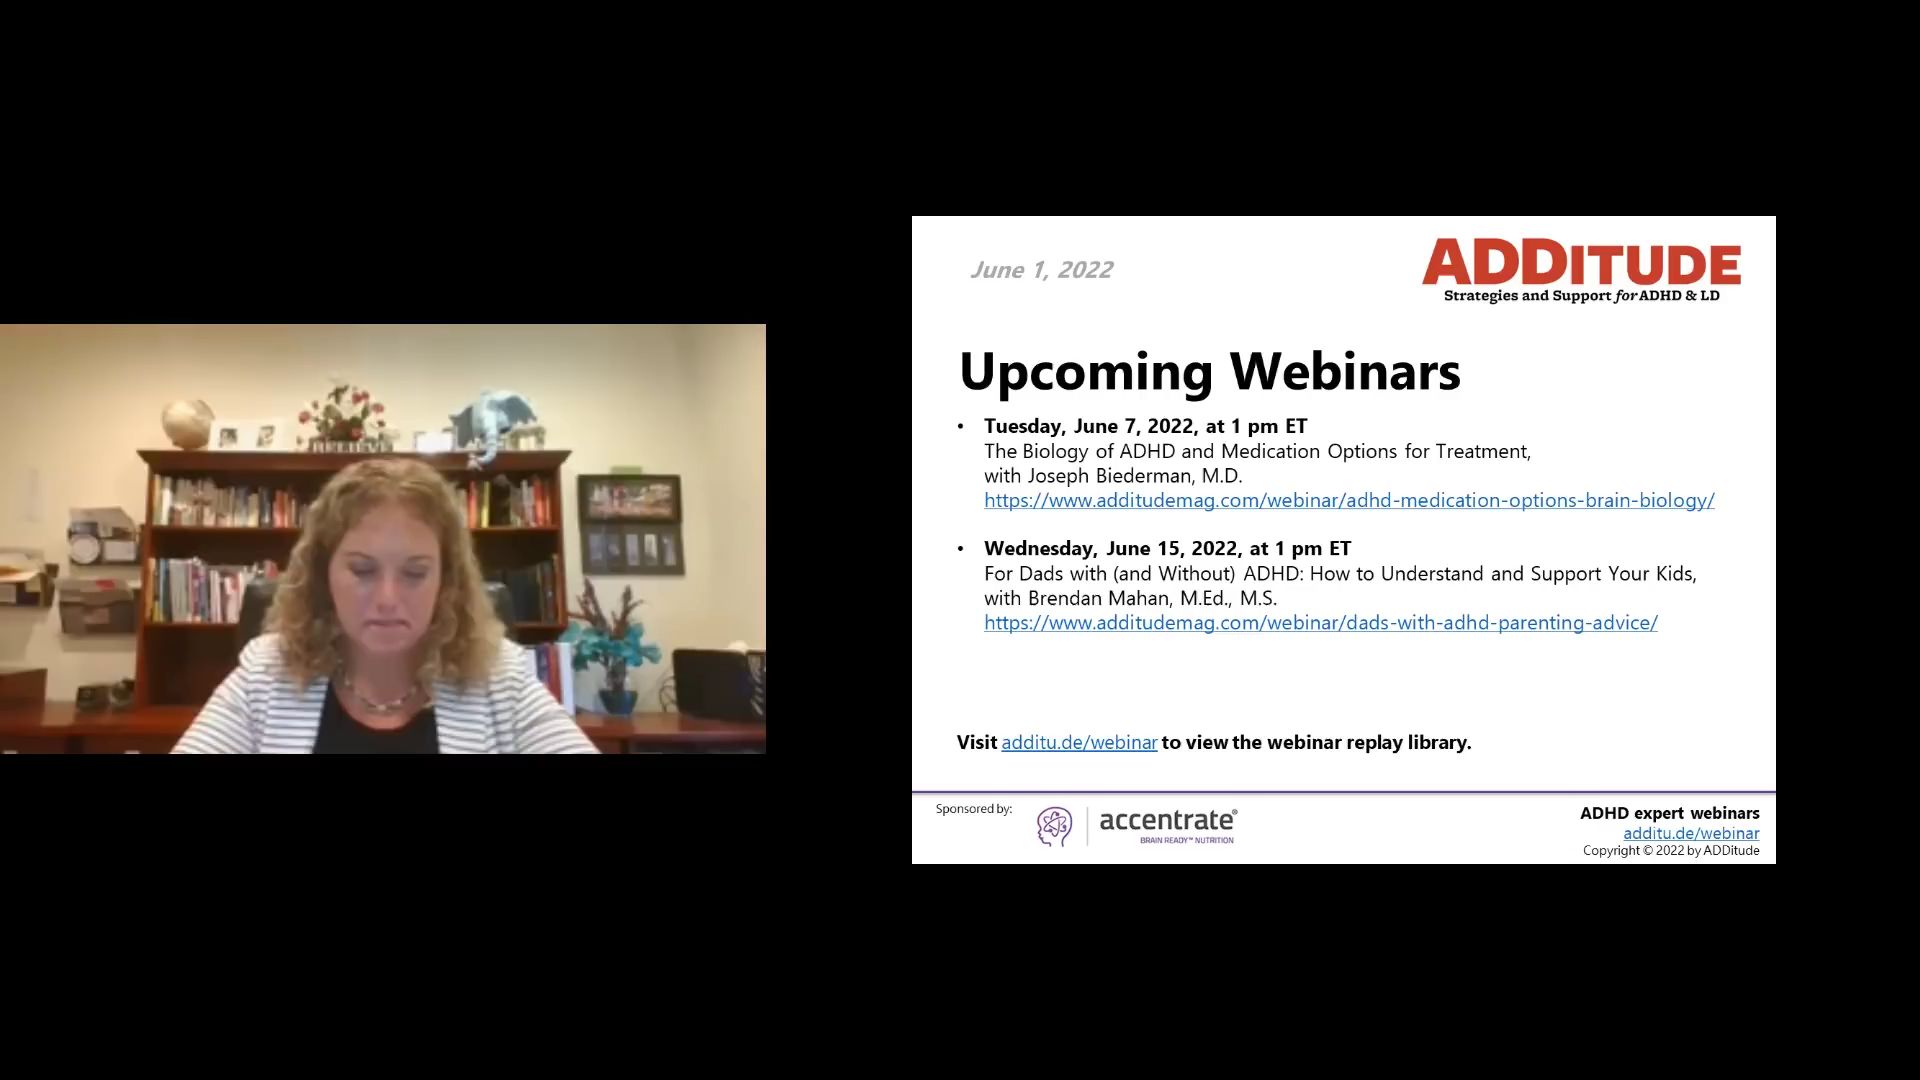 June 1, 2022
ADDITUDE
Strategies and Support for ADHD & LD
Upcoming Webinars
• Tuesday, June 7, 2022, at 1 pm ET
The Biology of ADHD and Medication Options for Treatment,
with Joseph Biederman, M.D.
https://www.additudemag.com/webinar/adhd-medication-options-brain-biology/
• Wednesday, June 15, 2022, at 1 pm ET
For Dads with (and Without) ADHD: How to Understand and Support Your Kids,
with Brendan Mahan, M.Ed., M.S.
https://www.additudemag.com/webinar/dads-with-adhd-parenting-advice/
Visit additu.de/webinar to view the webinar replay library.
Sponsored by:
accentrate®
BRAIN READY™ NUTRITION
ADHD expert webinars
additu.de/webinar
Copyright © 2022 by ADDitude